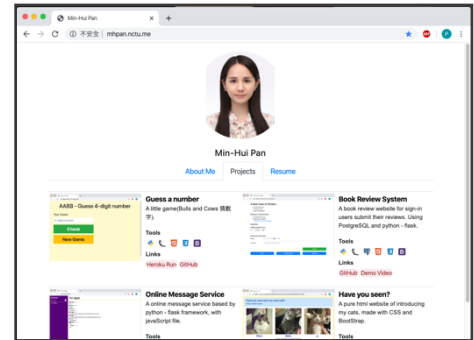 Min-Hui Pan
不安全 | mhpan.nctu.me
Min-Hui Pan
About Me
Projects
Resume
AABB - Guess 4-digit number
Check
New Game
Guess a number
A little game(Bulls and Cows 猜數
字).
Tools
Links
Heroku Run GitHub
Book Review System
A book review website for sign-in
users submit their reviews. Using
PostgreSQL and python - flask.
Tools
Links
GitHub Demo Video
Online Message Service
A online message service based by
python - flask framework, with
javaScript file.
Tools
Have you seen?
A pure html website of introducing
my cats, made with CSS and
BootStrap.
Tools